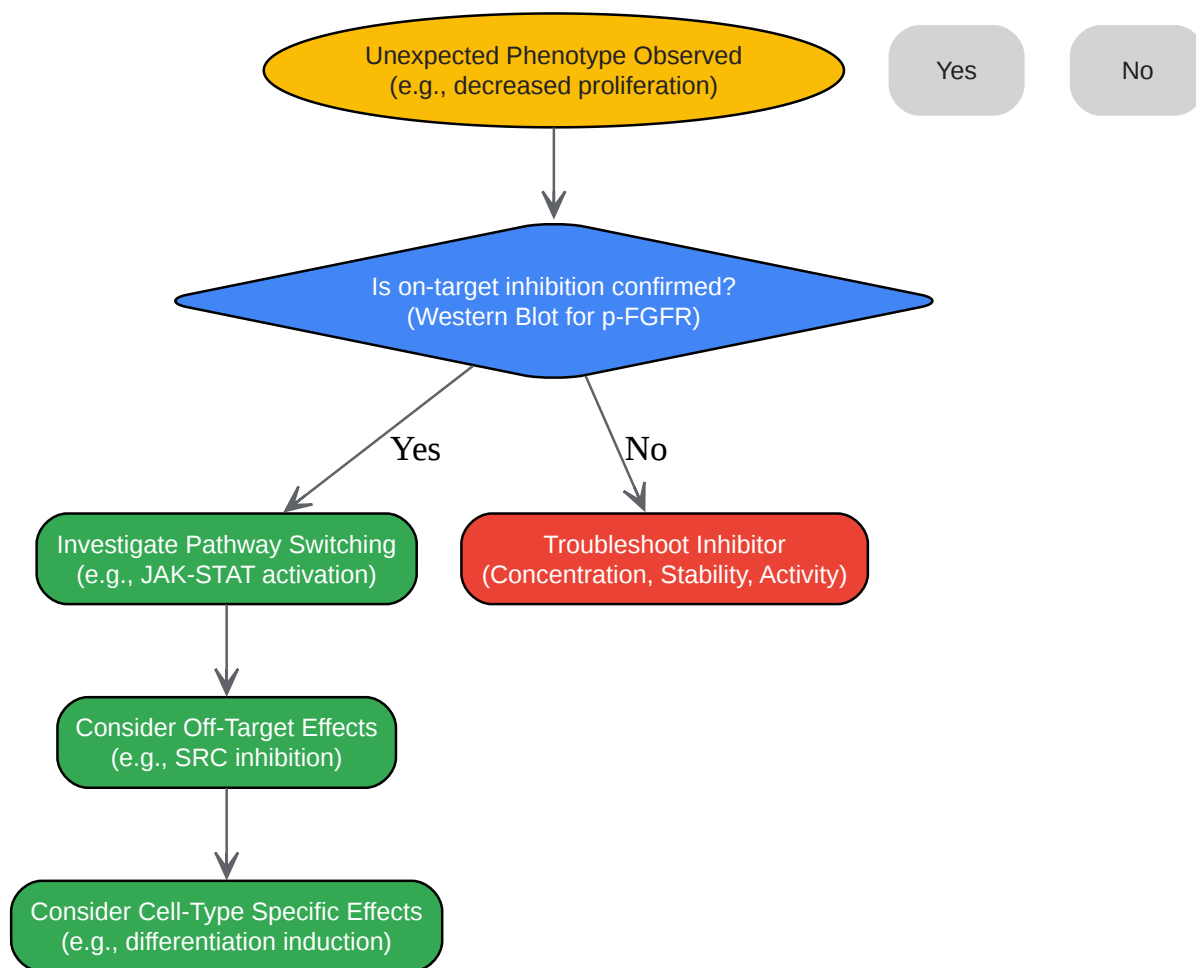 Unexpected Phenotype Observed
(e.g., decreased proliferation)
Yes
No
Is on-target inhibition confirmed?
(Western Blot for p-FGFR)
Yes
No
Investigate Pathway Switching
(e.g., JAK-STAT activation)
Troubleshoot Inhibitor
(Concentration, Stability, Activity)
Consider Off-Target Effects
(e.g., SRC inhibition)
Consider Cell-Type Specific Effects
(e.g., differentiation induction)